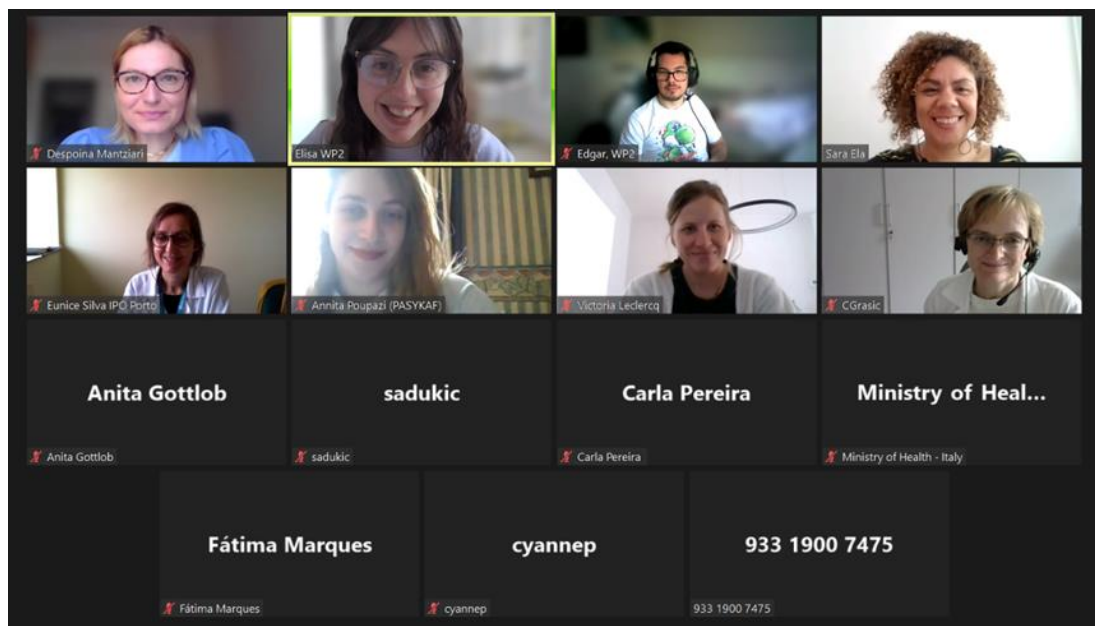 Despoina Mantziari
Elisa WP2
Edgar, WP2
Sara Ela
Eunice Silva IPO Porto
Annita Poupazi (PASYKAF)
Victoria Leclercq
CGrasic
Anita Gottlob
sadukic
Carla Pereira
Ministry of Heal...
Anita Gottlob
sadukic
Carla Pereira
Ministry of Health - Italy
Fátima Marques
cyannep
933 1900 7475
Fátima Marques
cyannep
933 1900 7475